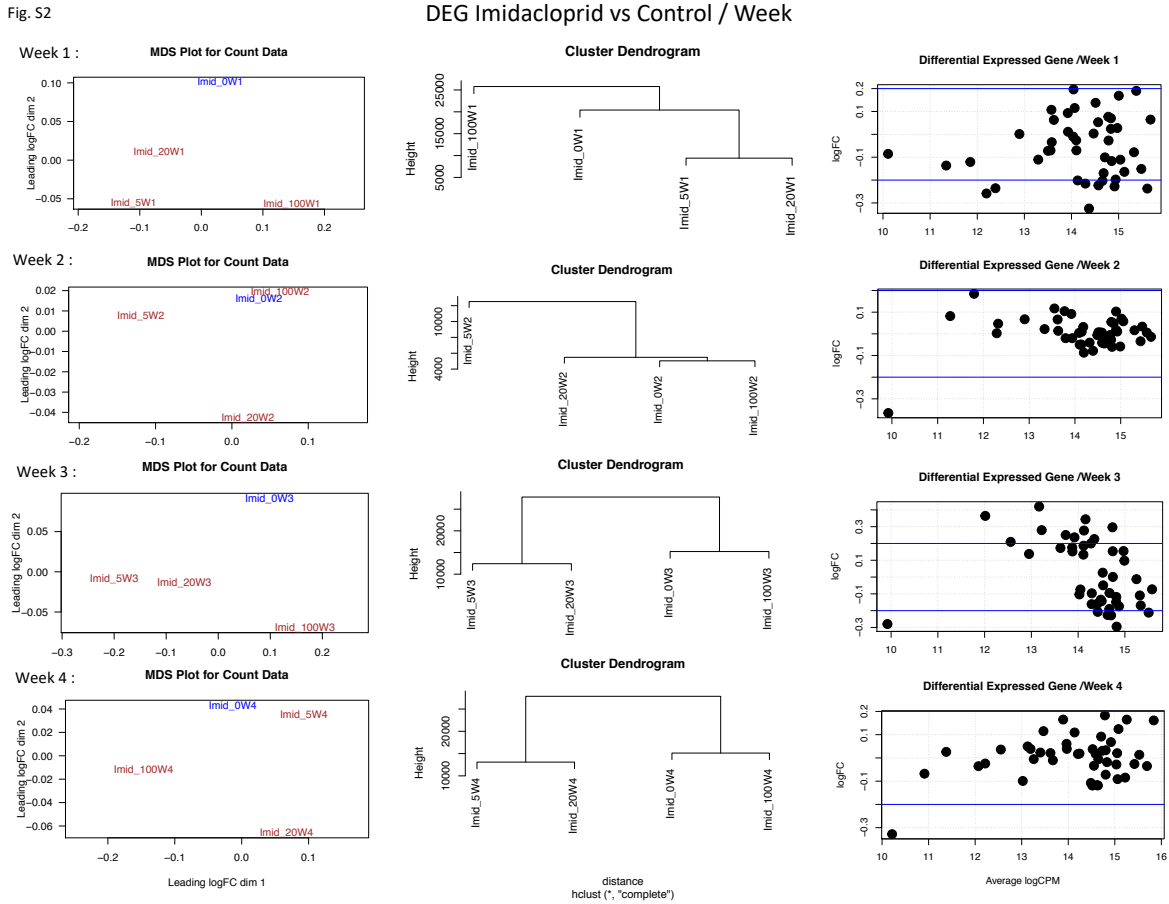 Fig. S2
DEG Imidacloprid vs Control / Week
Week 1 :
MDS Plot for Count Data
Leading logFC dim 2
0.10
0.05
0.00
−0.05
−0.2
−0.1
0.0
0.1
0.2
Imid_0W1
Imid_20W1
Imid_5W1
Imid_100W1
Cluster Dendrogram
Height
5000
15000
25000
Imid_100W1
Imid_0W1
Imid_5W1
Imid_20W1
Differential Expressed Gene /Week 1
logFC
0.2
−0.1
−0.3
10
11
12
13
14
15
Week 2 :
MDS Plot for Count Data
Leading logFC dim 2
0.02
0.01
0.00
−0.01
−0.02
−0.03
−0.04
−0.2
−0.1
0.0
0.1
Imid_100W2
Imid_0W2
Imid_5W2
Imid_20W2
Cluster Dendrogram
Height
4000
10000
Imid_5W2
Imid_20W2
Imid_0W2
Imid_100W2
Differential Expressed Gene /Week 2
logFC
0.1
−0.1
−0.3
10
11
12
13
14
15
Week 3 :
MDS Plot for Count Data
Leading logFC dim 2
0.05
0.00
−0.05
−0.3
−0.2
−0.1
0.0
0.1
0.2
Imid_0W3
Imid_5W3
Imid_20W3
Imid_100W3
Cluster Dendrogram
Height
10000
20000
Imid_5W3
Imid_20W3
Imid_0W3
Imid_100W3
Differential Expressed Gene /Week 3
logFC
0.3
0.1
−0.1
−0.3
10
11
12
13
14
15
Week 4 :
MDS Plot for Count Data
Leading logFC dim 2
0.04
0.02
0.00
−0.02
−0.04
−0.06
−0.2
−0.1
0.0
0.1
Leading logFC dim 1
Imid_0W4
Imid_5W4
Imid_100W4
Imid_20W4
Cluster Dendrogram
Height
10000
20000
Imid_5W4
Imid_20W4
Imid_0W4
Imid_100W4
distance
hclust (*, "complete")
Differential Expressed Gene /Week 4
logFC
0.2
0.1
−0.1
−0.3
10
11
12
13
14
15
16
Average logCPM